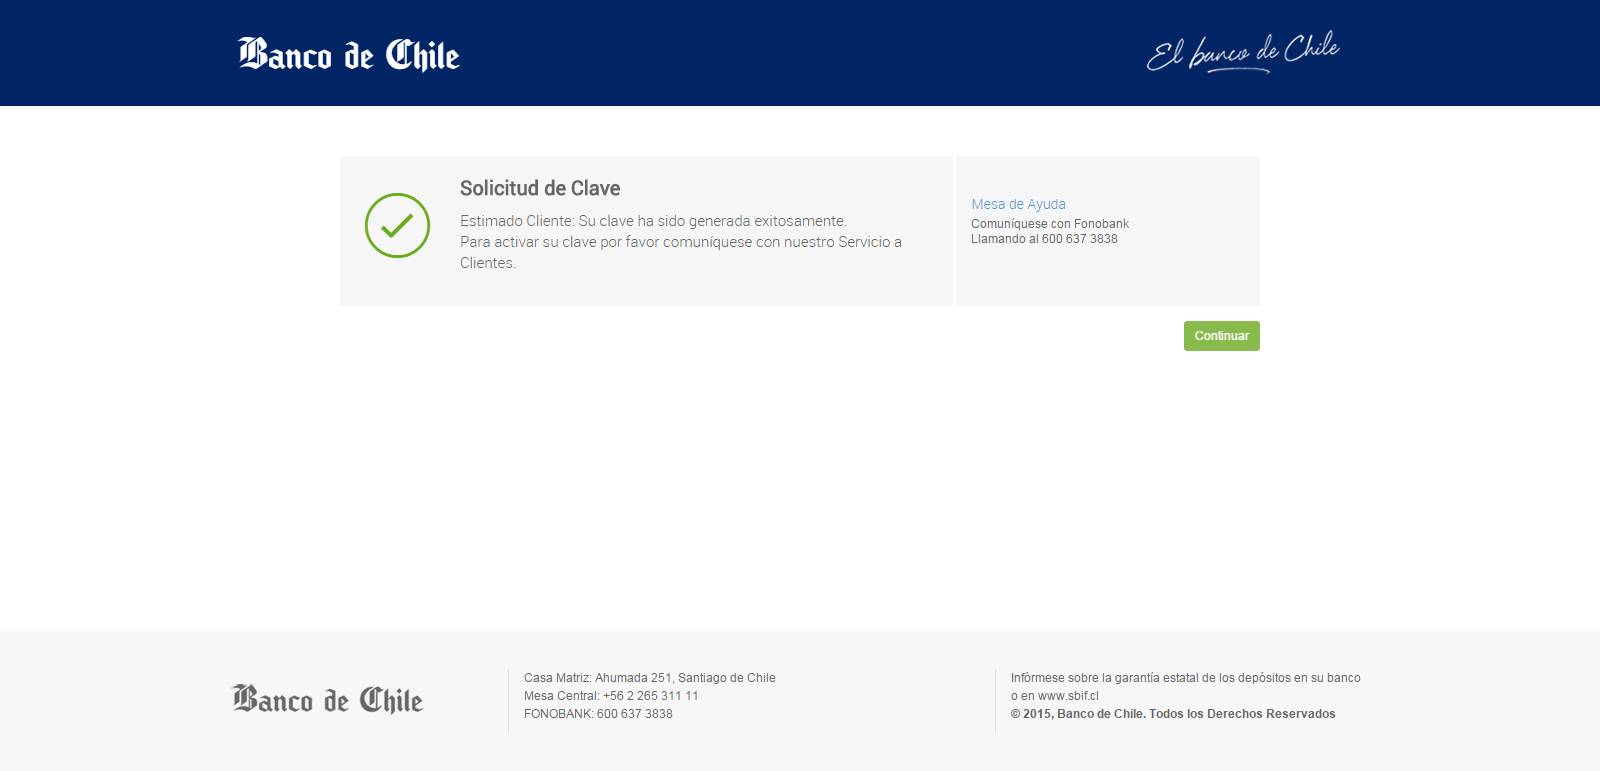 Banco de Chile
El banco de Chile
Solicitud de Clave
Estimado Cliente: Su clave ha sido generada exitosamente.
Para activar su clave por favor comuníquese con nuestro Servicio a
Clientes.
Mesa de Ayuda
Comuníquese con Fonobank
Llamando al 600 637 3838
Continuar
Banco de Chile
Casa Matriz: Ahumada 251, Santiago de Chile
Mesa Central: +56 2 265 311 11
FONOBANK: 600 637 3838
Infórmese sobre la garantía estatal de los depósitos en su banco
o en www.sbif.cl
© 2015, Banco de Chile. Todos los Derechos Reservados